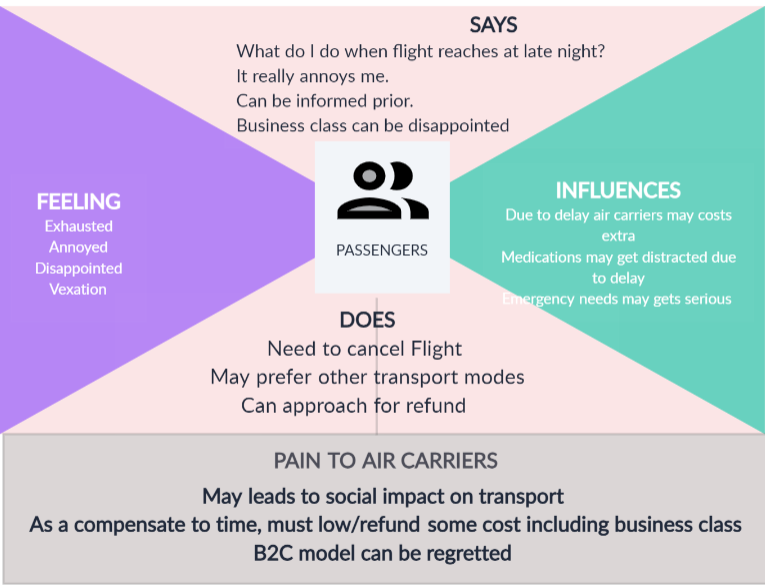 SAYS
What do I do when flight reaches at late night?
It really annoys me.
Can be informed prior.
Business class can be disappointed
FEELING
Exhausted
Annoyed
Disappointed
Vexation
PASSENGERS
INFLUENCES
Due to delay air carriers may costs
extra
Medications may get distracted due
to delay
Emergency needs may gets serious
DOES
Need to cancel Flight
May prefer other transport modes
Can approach for refund
PAIN TO AIR CARRIERS
May leads to social impact on transport
As a compensate to time, must low/refund some cost including business class
B2C model can be regretted